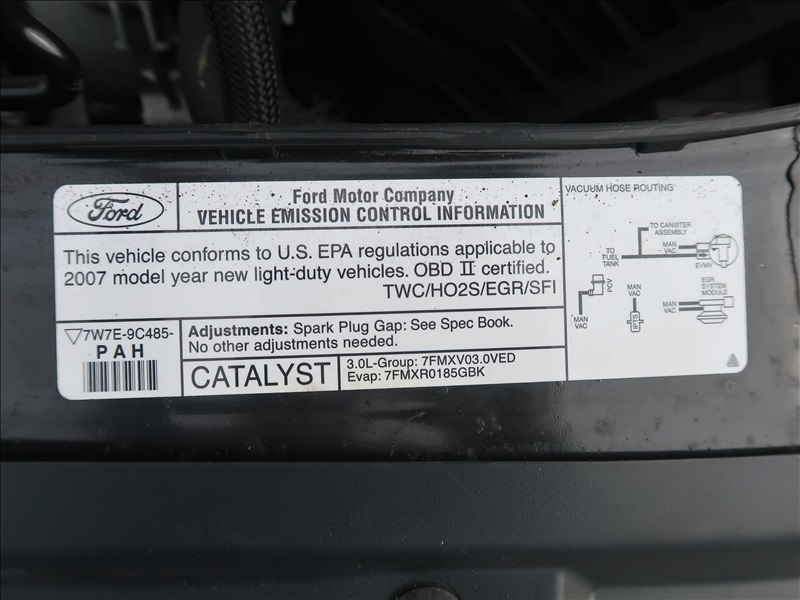 Ford
Ford Motor Company
VEHICLE EMISSION CONTROL INFORMATION
This vehicle conforms to U.S. EPA regulations applicable to
2007 model year new light-duty vehicles. OBD II certified.
TWC/HO2S/EGR/SFI
7W7E-9C485-
PAH
Adjustments: Spark Plug Gap: See Spec Book.
No other adjustments needed.
CATALYST
3.0L-Group: 7FMXV03.0VED
Evap: 7FMXR0185GBK
VACUUM HOSE ROUTING
TO CANISTER
ASSEMBLY
TO
FUEL
TANK
MAN
VAC
EVMV
PCV
MAN
VAC
MAN
VAC
IPTS
MAN
VAC
EGR
SYSTEM
MODULE